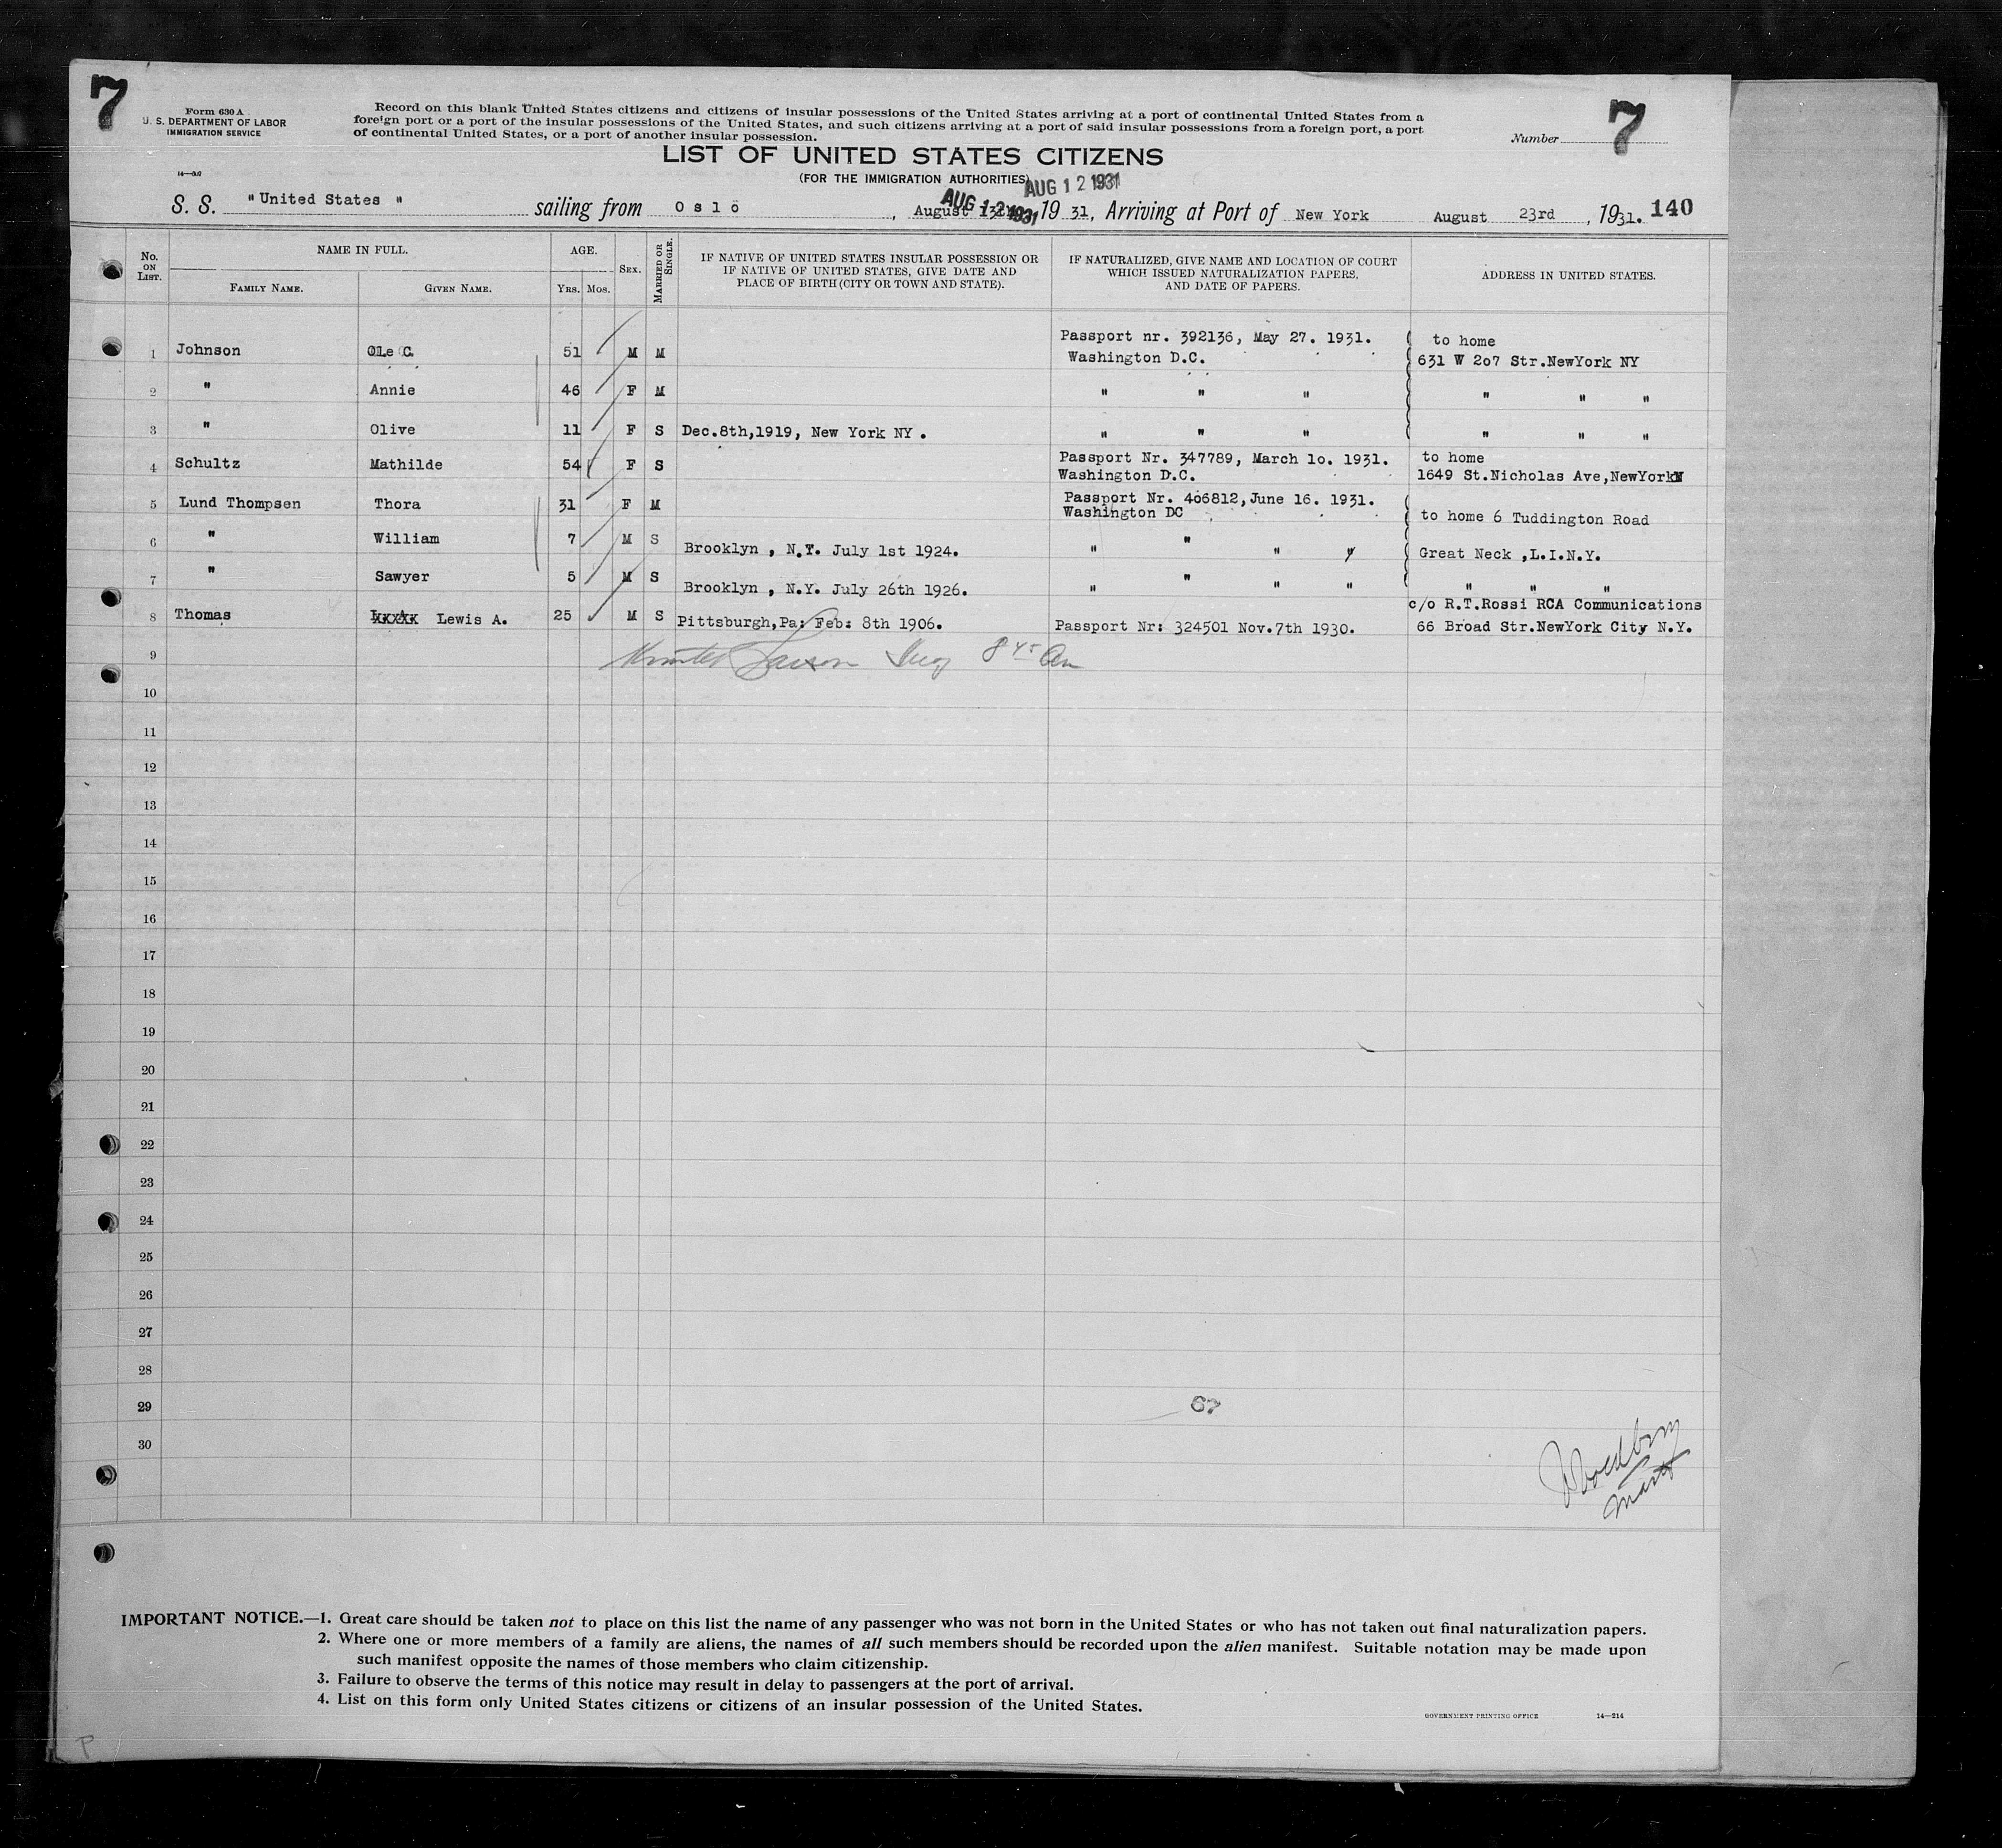 7
Form 630 A
U. S. DEPARTMENT OF LABOR
IMMIGRATION SERVICE
Record on this blank United States citizens and citizens of insular possessions of the United States arriving at a port of continental United States from a
foreign port or a port of the insular possessions of the United States, and such citizens arriving at a port of said insular possessions from a foreign port, a port
of continental United States, or a port of another insular possession.
Number 7
LIST OF UNITED STATES CITIZENS
(FOR THE IMMIGRATION AUTHORITIES)
AUG 12 1931
AUG 12 1931
S. S. "United States" sailing from Oslo, August 13th 1931, Arriving at Port of New York August 23rd, 1931. 140
No. ON LIST. NAME IN FULL. AGE. SEX. MARRIED OR SINGLE. IF NATIVE OF UNITED STATES INSULAR POSSESSION OR IF NATIVE OF UNITED STATES, GIVE DATE AND PLACE OF BIRTH (CITY OR TOWN AND STATE). IF NATURALIZED, GIVE NAME AND LOCATION OF COURT WHICH ISSUED NATURALIZATION PAPERS, AND DATE OF PAPERS. ADDRESS IN UNITED STATES.
FAMILY NAME. GIVEN NAME. YRS. MOS.
Passport nr. 392136, May 27. 1931. to home
1 Johnson Ole C. 51 M M Washington D.C. 631 W 2o7 Str.NewYork NY
2 " Annie 46 F M " " " " " "
3 " Olive 11 F S Dec.8th,1919, New York NY. " " " " " "
4 Schultz Mathilde 54 F S Passport Nr. 347789, March 1o. 1931. to home
Washington D.C. 1649 St.Nicholas Ave,NewYork
5 Lund Thompsen Thora 31 F M Passport Nr. 406812, June 16. 1931.
Washington DC to home 6 Tuddington Road
6 " William 7 M S Brooklyn, N.Y. July 1st 1924. " " " " Great Neck ,L.I.N.Y.
7 " Sawyer 5 M S Brooklyn, N.Y. July 26th 1926. " " " " " " "
c/o R.T.Rossi RCA Communications
8 Thomas Lewis A. 25 M S Pittsburgh,Pa: Feb: 8th 1906. Passport Nr: 324501 Nov.7th 1930. 66 Broad Str.NewYork City N.Y.
9 8 45 Am
10
11
12
13
14
15
16
17
18
19
20
21
22
23
24
25
26
27
28
29 67
30
IMPORTANT NOTICE.—1. Great care should be taken not to place on this list the name of any passenger who was not born in the United States or who has not taken out final naturalization papers.
2. Where one or more members of a family are aliens, the names of all such members should be recorded upon the alien manifest. Suitable notation may be made upon
such manifest opposite the names of those members who claim citizenship.
3. Failure to observe the terms of this notice may result in delay to passengers at the port of arrival.
4. List on this form only United States citizens or citizens of an insular possession of the United States.
GOVERNMENT PRINTING OFFICE 14—214
P